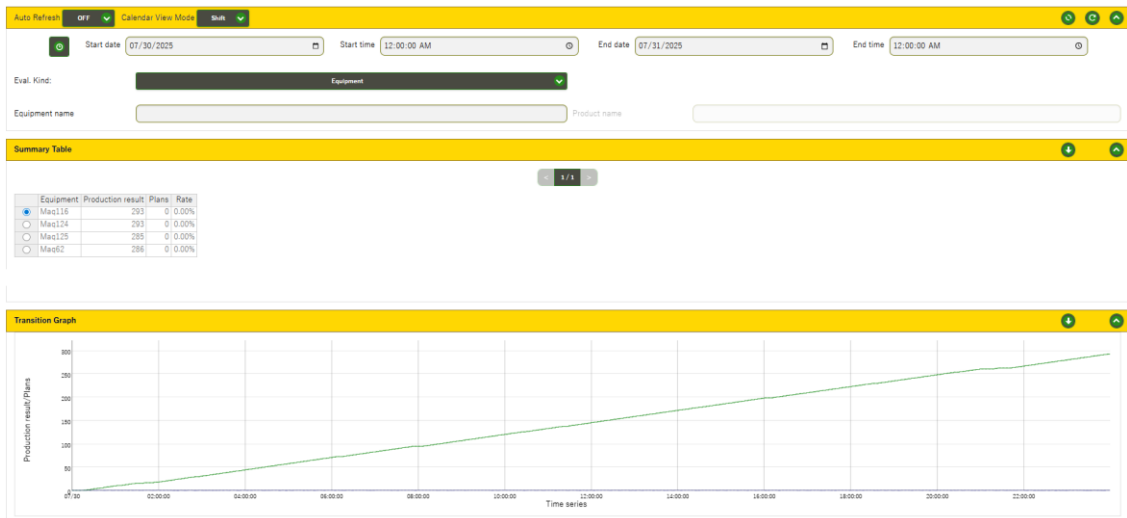 Auto Refresh OFF Calendar View Mode Shift
Start date 07/30/2025 Start time 12:00:00 AM End date 07/31/2025 End time 12:00:00 AM
Eval. Kind: Equipment
Equipment name Product name
Summary Table
« 1/1 »
Equipment Production result Plans Rate
Maq116 293 0 0.00%
Maq124 293 0 0.00%
Maq125 285 0 0.00%
Maq62 286 0 0.00%
Transition Graph
Production result/Plans
300
250
200
150
100
50
0
07/30 02:00:00 04:00:00 06:00:00 08:00:00 10:00:00 12:00:00 14:00:00 16:00:00 18:00:00 20:00:00 22:00:00
Time series